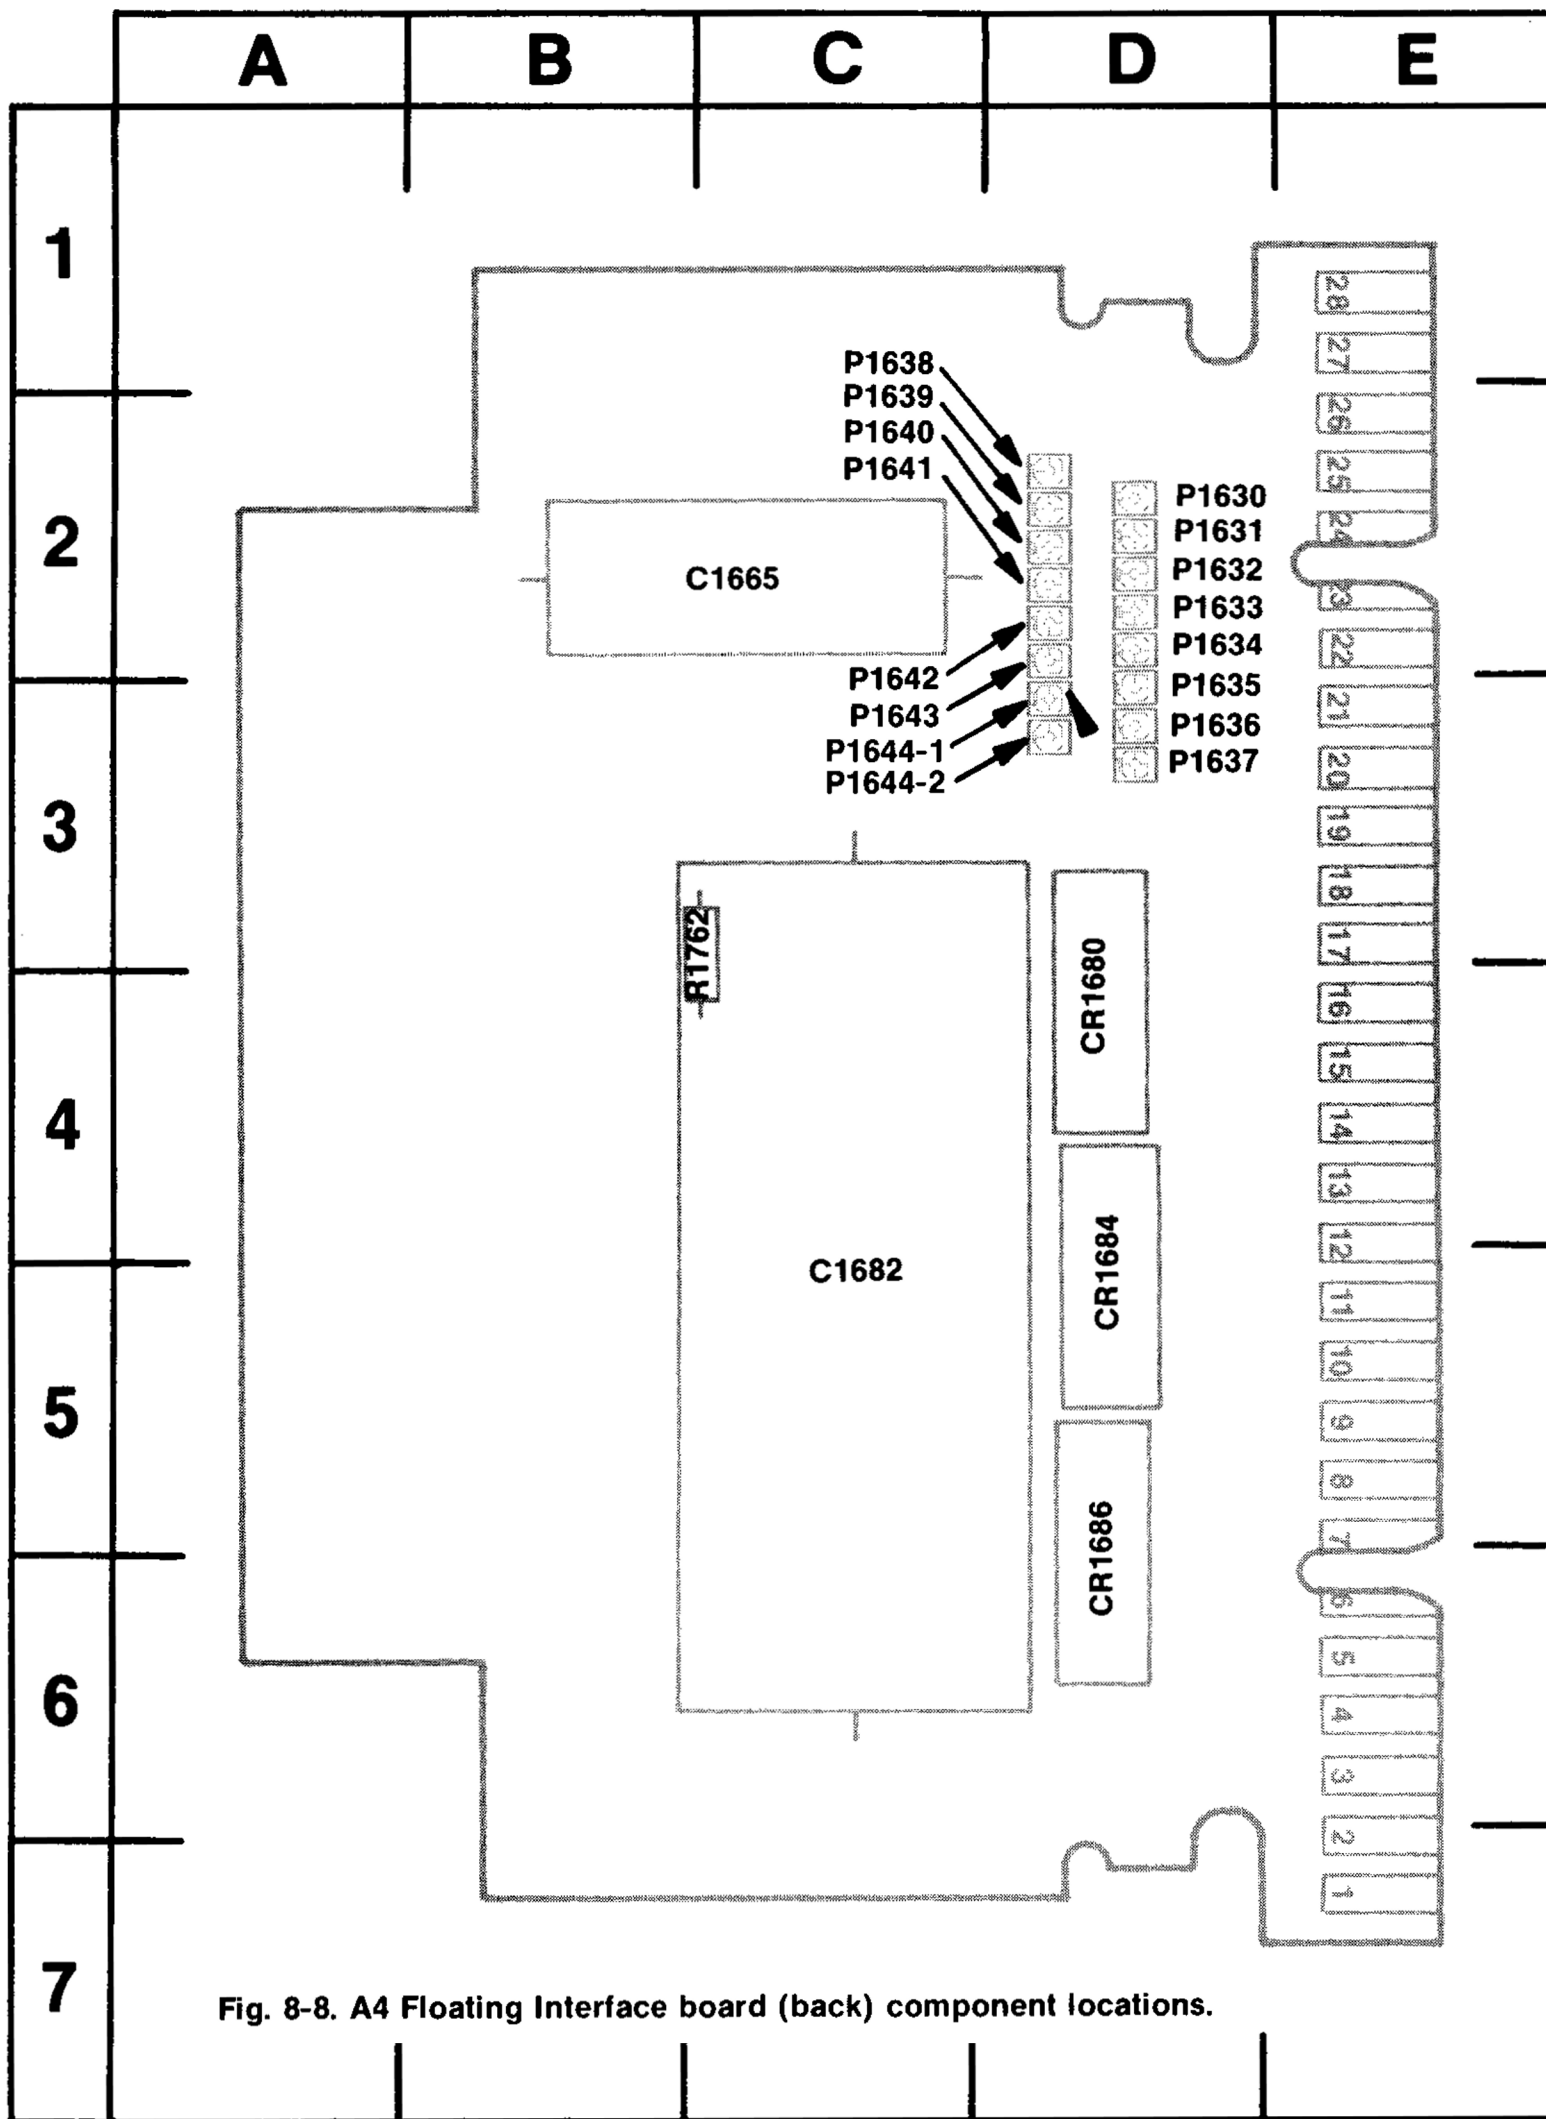 A B C D E
1
2
3
4
5
6
7
P1638
P1639
P1640
P1641
P1642
P1643
P1644-1
P1644-2
P1630
P1631
P1632
P1633
P1634
P1635
P1636
P1637
C1665
R1762
C1682
CR1680
CR1684
CR1686
28
27
26
25
24
23
22
21
20
19
18
17
16
15
14
13
12
11
10
9
8
7
6
5
4
3
2
1
Fig. 8-8. A4 Floating Interface board (back) component locations.